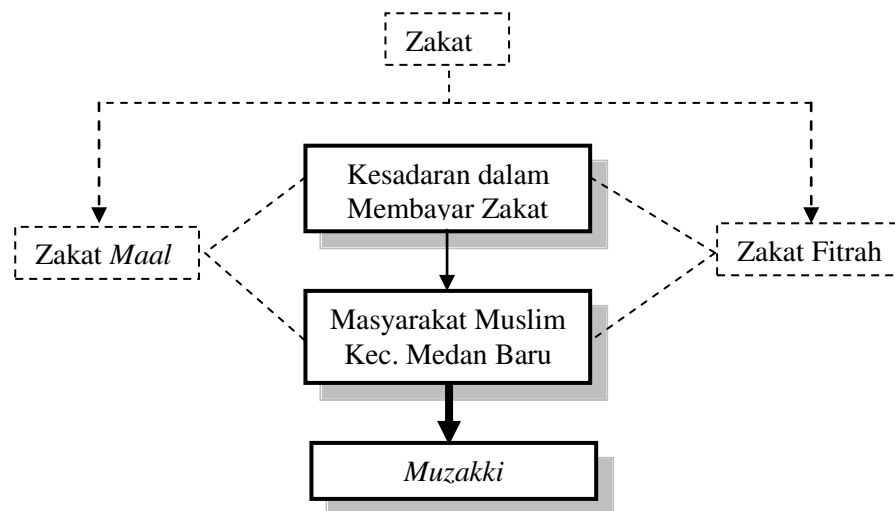 Zakat
Kesadaran dalam
Membayar Zakat
Zakat Maal
Zakat Fitrah
Masyarakat Muslim
Kec. Medan Baru
Muzakki